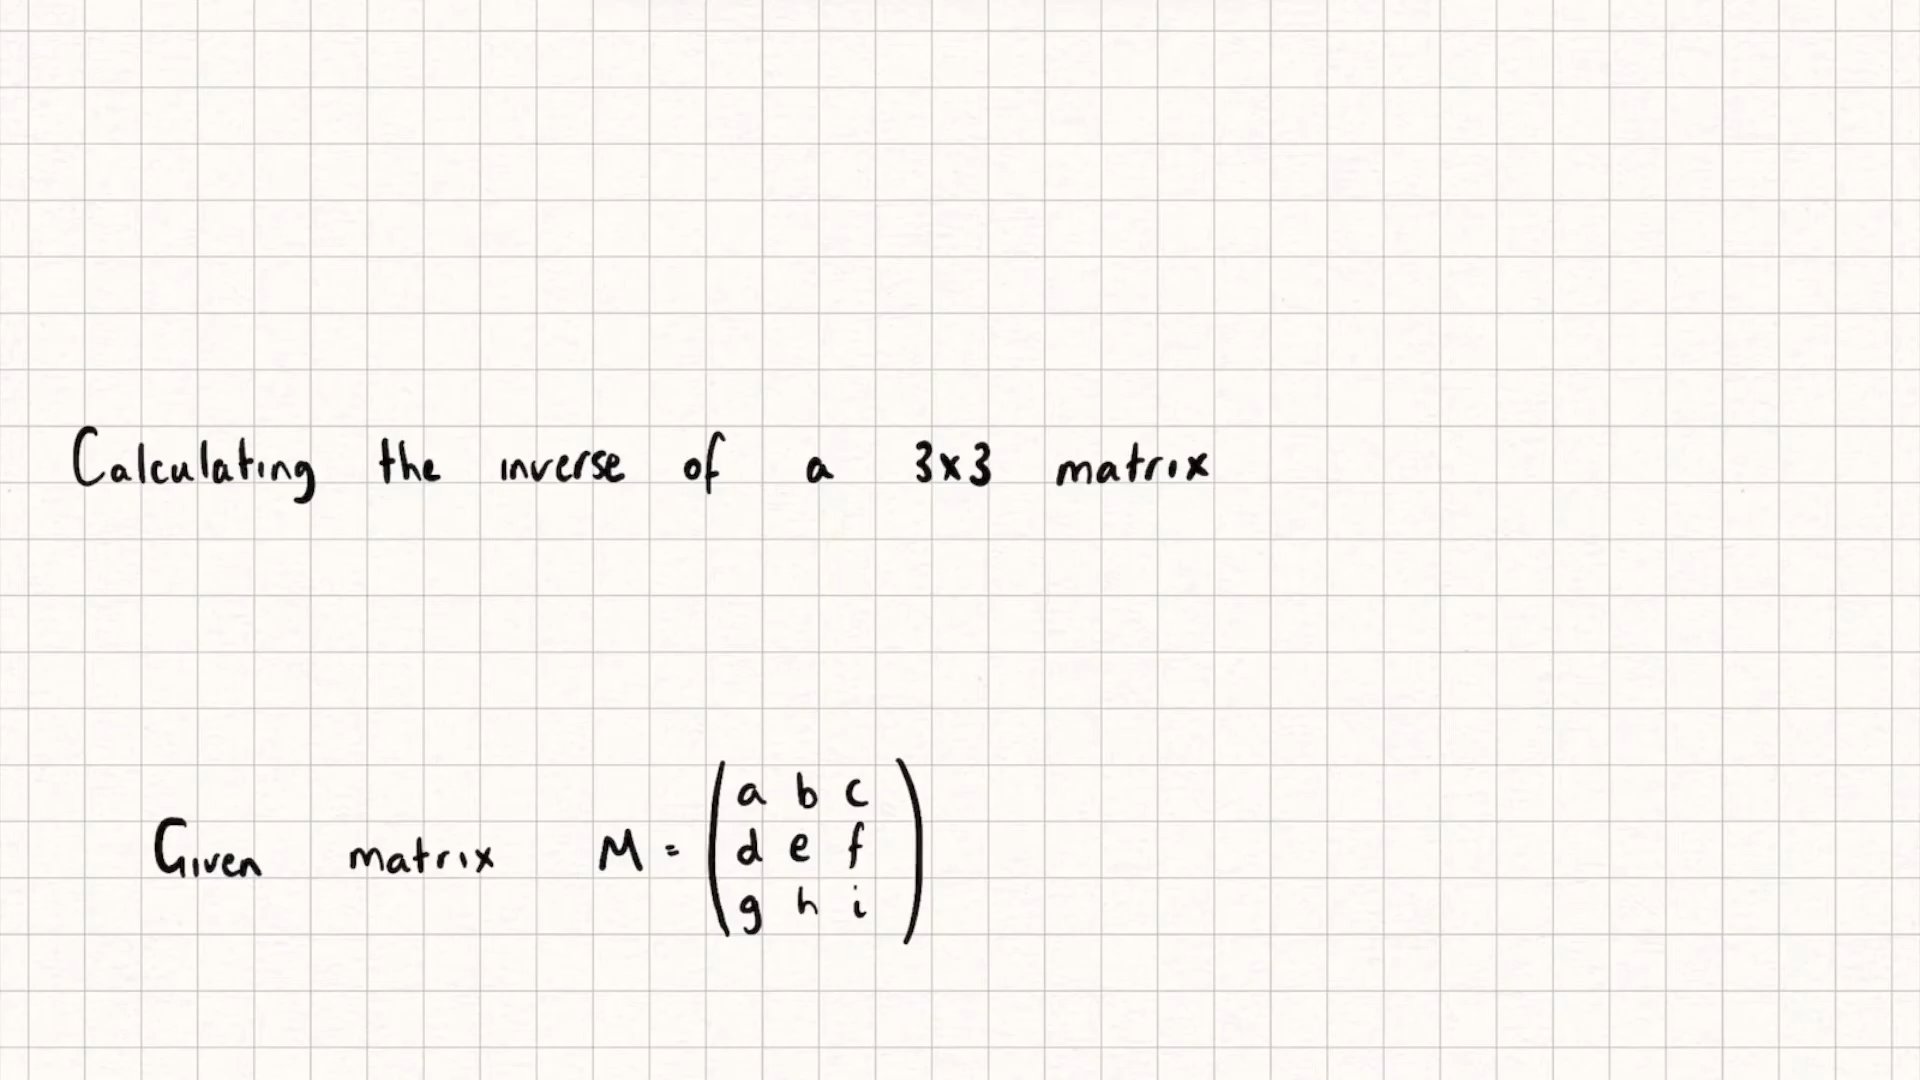 Calculating the inverse of a 3x3 matrix
a b c
Given matrix M = d e f
g h i